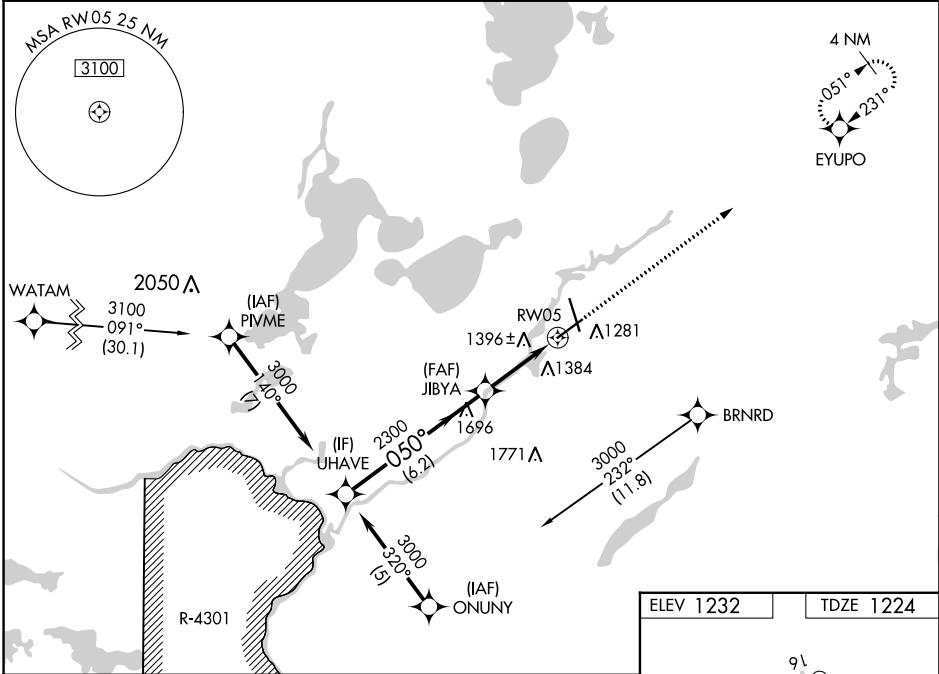 MSA RW05 25 NM
3100
4 NM
051°
231°
EYUPO
WATAM
3100
091°
(30.1)
2050
(IAF)
PIVME
3000
140°
(7)
RW05
1396±
1281
1384
(FAF)
JIBYA
1696
1771
(IF)
UHAVE
2300
050°
(6.2)
BRNRD
3000
232°
(11.8)
3000
320°
(5)
(IAF)
ONUNY
R-4301
ELEV 1232
TDZE 1224
16